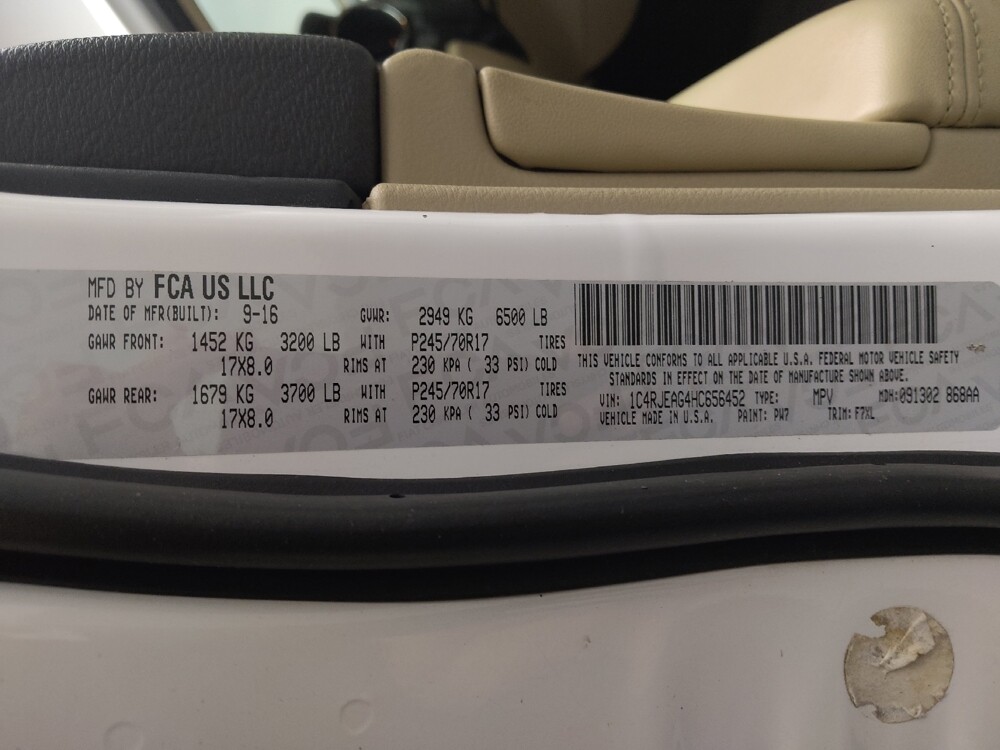 MFD BY FCA US LLC
DATE OF MFR(BUILT): 9-16 GVWR: 2949 KG 6500 LB
GAWR FRONT: 1452 KG 3200 LB WITH P245/70R17 TIRES
17X8.0 RIMS AT 230 KPA ( 33 PSI) COLD
GAWR REAR: 1679 KG 3700 LB WITH P245/70R17 TIRES
17X8.0 RIMS AT 230 KPA ( 33 PSI) COLD
THIS VEHICLE CONFORMS TO ALL APPLICABLE U.S.A. FEDERAL MOTOR VEHICLE SAFETY
STANDARDS IN EFFECT ON THE DATE OF MANUFACTURE SHOWN ABOVE.
VIN: 1C4RJEAG4HC656452 TYPE: MPV MDH:091302 868AA
VEHICLE MADE IN U.S.A. PAINT: PW7 TRIM: F7XL